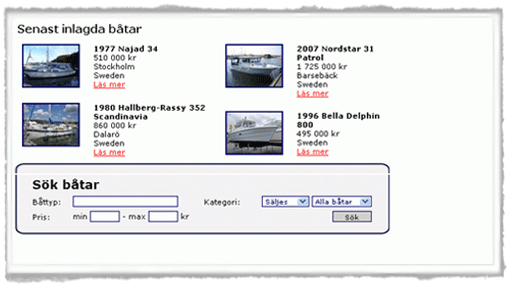 Senast inlagda båtar
1977 Najad 34
510 000 kr
Stockholm
Sweden
Läs mer
2007 Nordstar 31
Patrol
1 725 000 kr
Barsebäck
Sweden
Läs mer
1980 Hallberg-Rassy 352
Scandinavia
860 000 kr
Dalarö
Sweden
Läs mer
1996 Bella Delphin
800
495 000 kr
Sweden
Läs mer
Sök båtar
Båttyp: Kategori: Säljes Alla båtar
Pris: min - max kr Sök